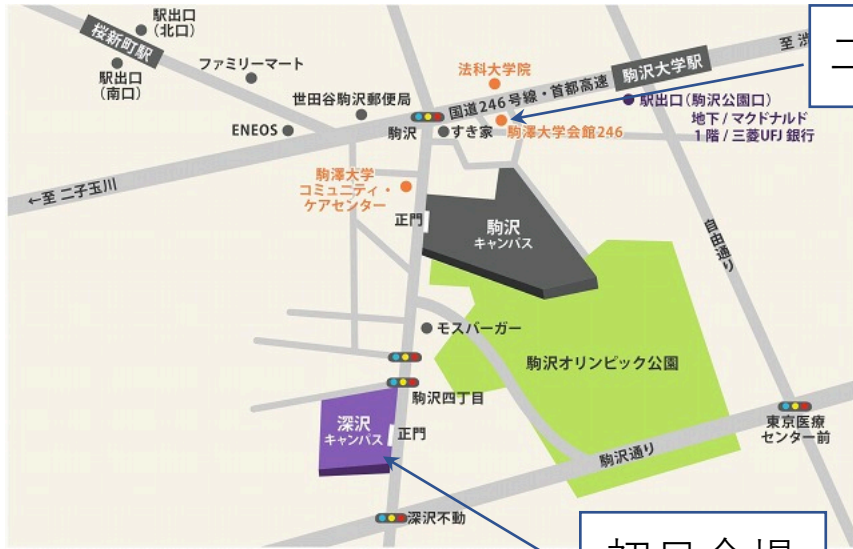 駅出口
(北口)
桜新町駅
駅出口
(南口)
ファミリーマート
世田谷駒沢郵便局
ENEOS
←至 二子玉川
駒沢
すき家
国道246号線・首都高速
法科大学院
駒澤大学会館246
駒沢大学駅
至 渋
駅出口(駒沢公園口)
地下 / マクドナルド
1階 / 三菱UFJ 銀行
駒澤大学
コミュニティ・
ケアセンター
正門
駒沢
キャンパス
自由通り
モスバーガー
駒沢オリンピック公園
駒沢四丁目
深沢
キャンパス
正門
東京医療
センター前
駒沢通り
深沢不動
初日会場